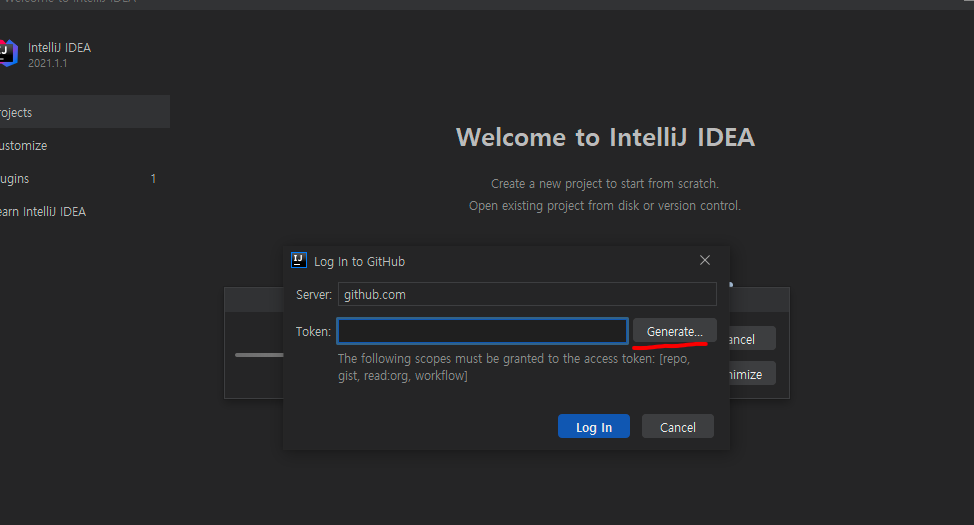 Welcome to IntelliJ IDEA
IJ
IntelliJ IDEA
2021.1.1
rojects
ustomize
ugins
1
earn IntelliJ IDEA
Welcome to IntelliJ IDEA
Create a new project to start from scratch.
Open existing project from disk or version control.
IJ
Log In to GitHub
Server:
github.com
Token:
Generate...
ancel
The following scopes must be granted to the access token: [repo,
gist, read:org, workflow]
nimize
Log In
Cancel